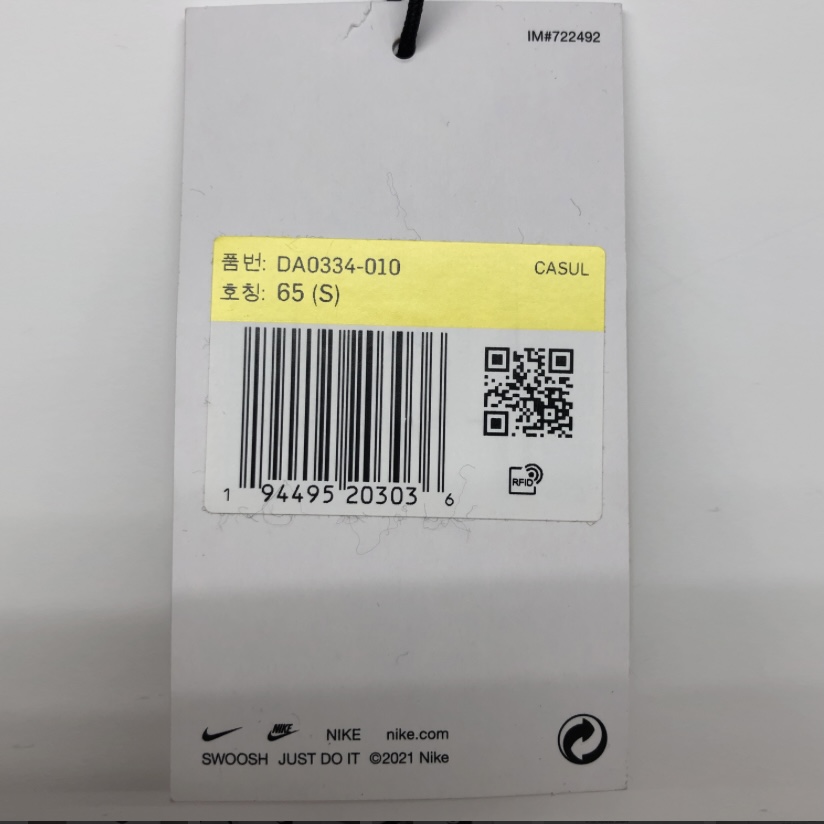 IM#722492
품번: DA0334-010 CASUL
호칭: 65 (S)
1 94495 20303 6
RFID
NIKE NIKE nike.com
SWOOSH JUST DO IT ©2021 Nike